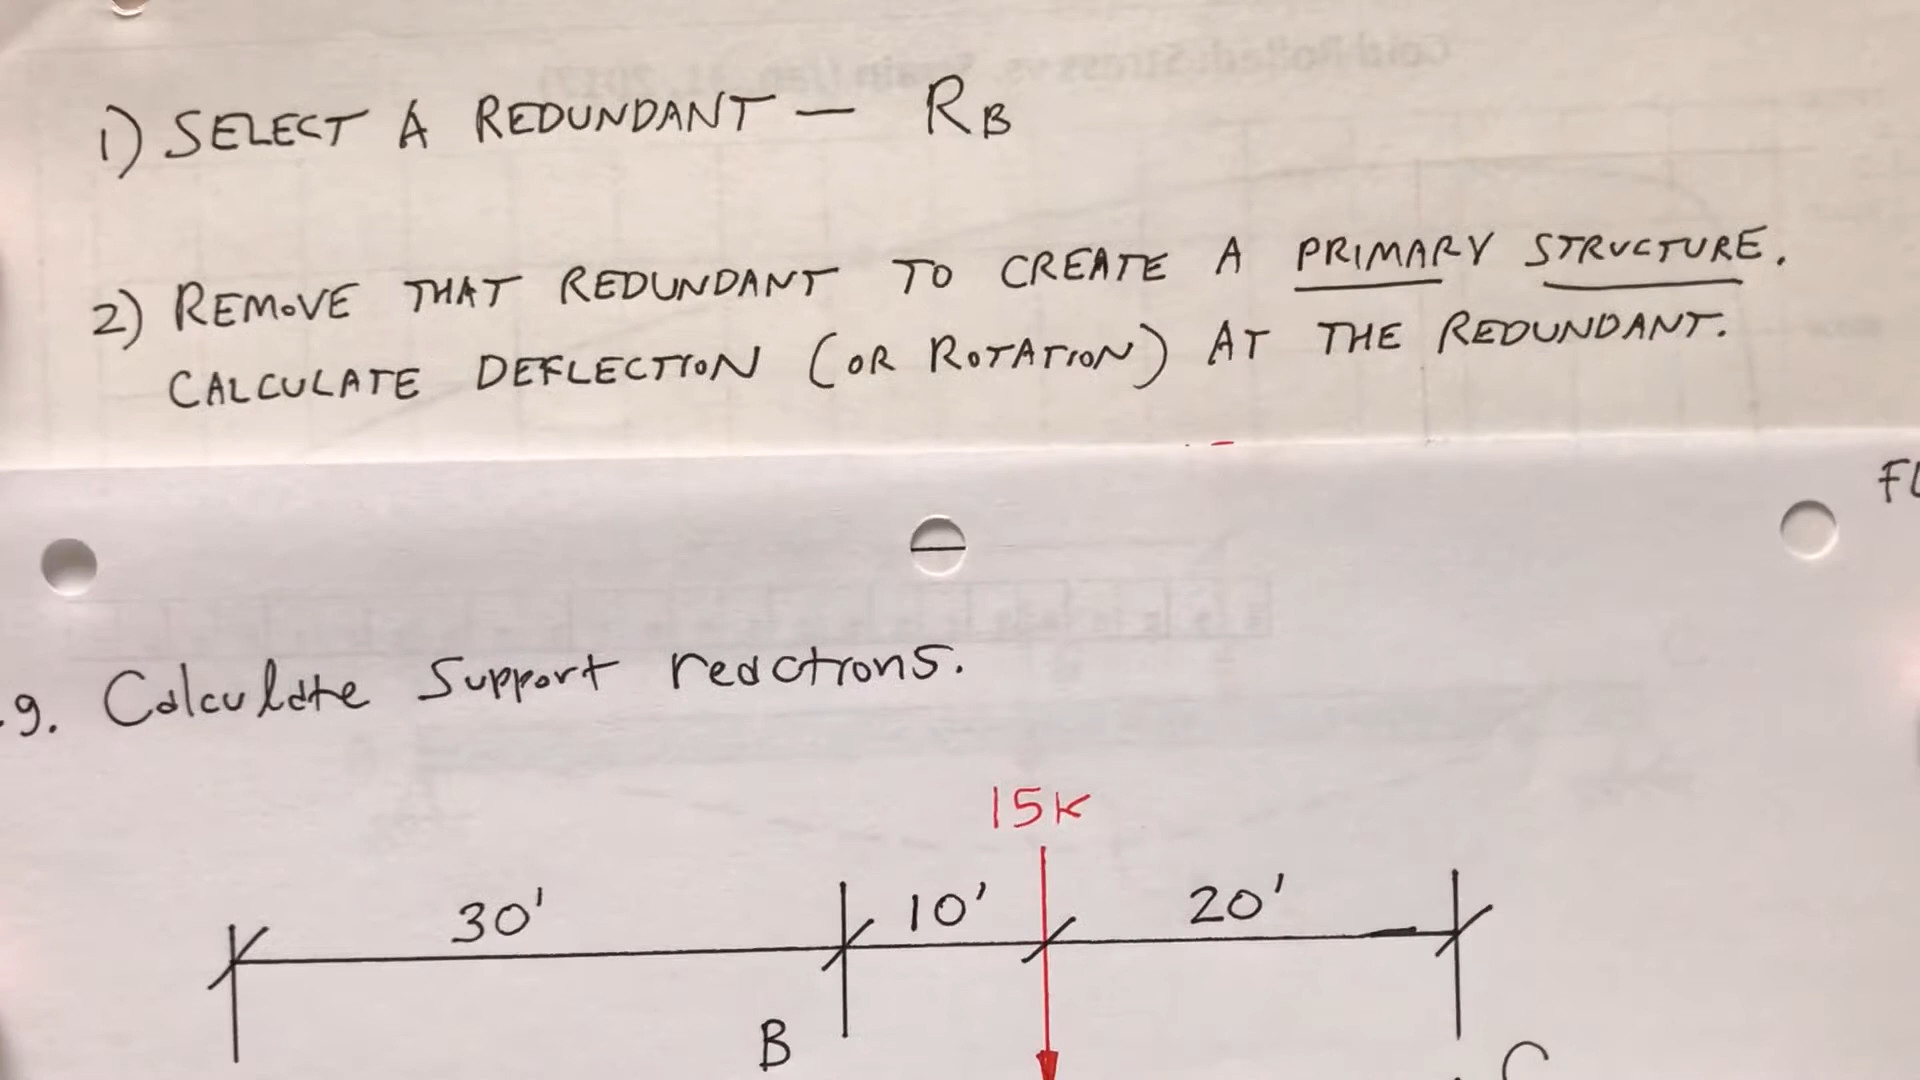 1) SELECT A REDUNDANT — RB
2) REMOVE THAT REDUNDANT TO CREATE A PRIMARY STRUCTURE.
CALCULATE DEFLECTION (OR ROTATION) AT THE REDUNDANT.
FL
.g. Calculate Support reactions.
15K
30' 10' 20'
B C